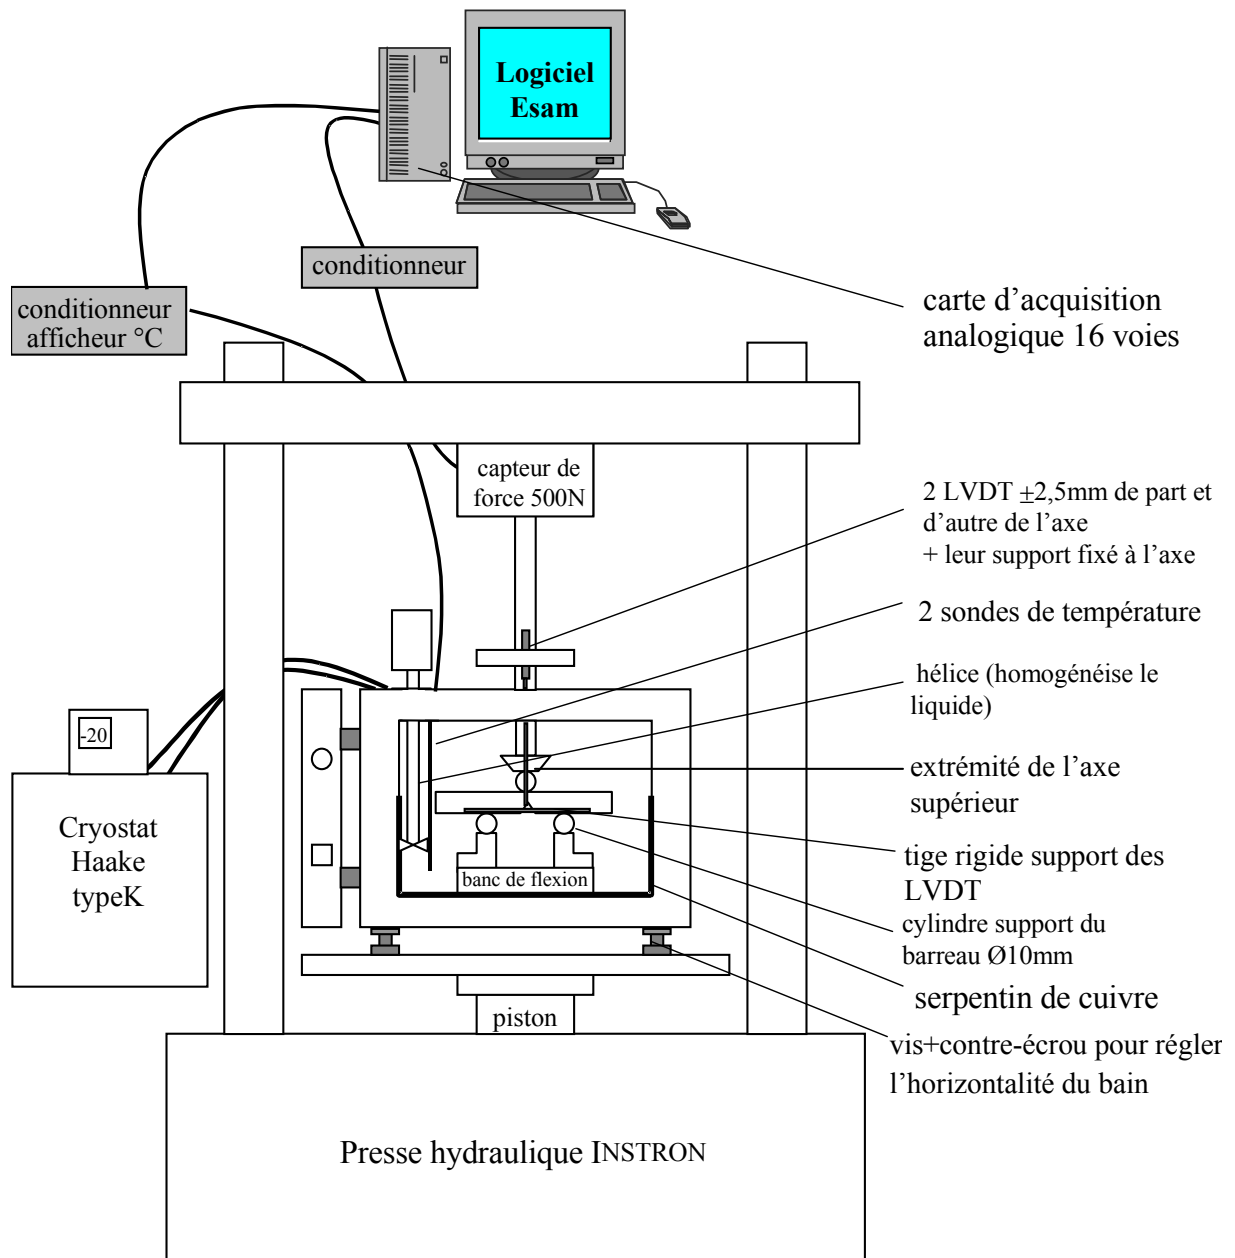 Logiciel
Esam
conditionneur
conditionneur
afficheur °C
carte d’acquisition
analogique 16 voies
capteur de
force 500N
2 LVDT ±2,5mm de part et
d’autre de l’axe
+ leur support fixé à l’axe
2 sondes de température
hélice (homogénéise le
liquide)
-20
extrémité de l’axe
supérieur
Cryostat
Haake
typeK
tige rigide support des
LVDT
banc de flexion
cylindre support du
barreau Ø10mm
serpentin de cuivre
piston
vis+contre-écrou pour régler
l’horizontalité du bain
Presse hydraulique INSTRON